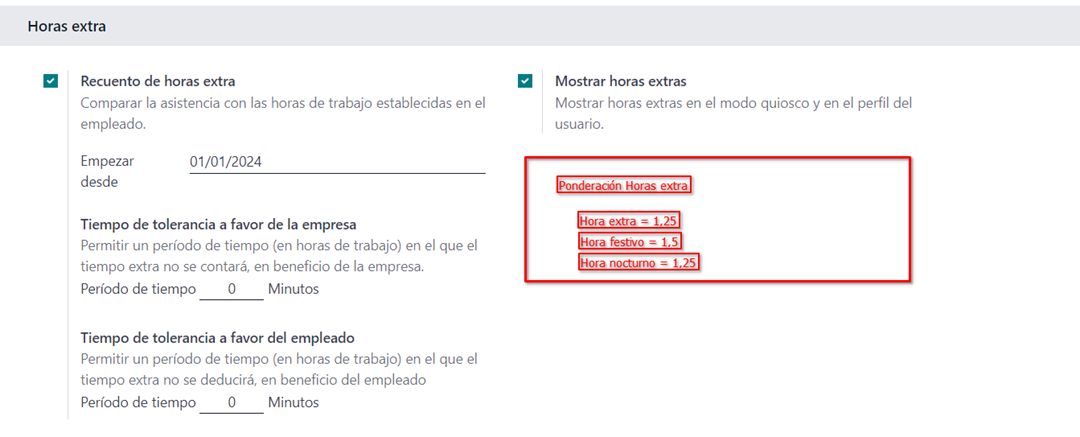 Horas extra
Recuento de horas extra
Comparar la asistencia con las horas de trabajo establecidas en el
empleado.
Empezar
desde
01/01/2024
Tiempo de tolerancia a favor de la empresa
Permitir un período de tiempo (en horas de trabajo) en el que el
tiempo extra no se contará, en beneficio de la empresa.
Período de tiempo 0 Minutos
Tiempo de tolerancia a favor del empleado
Permitir un período de tiempo (en horas de trabajo) en el que el
tiempo extra no se deducirá, en beneficio del empleado
Período de tiempo 0 Minutos
Mostrar horas extras
Mostrar horas extras en el modo quiosco y en el perfil del
usuario.
Ponderación Horas extra
Hora extra = 1,25
Hora festivo = 1,5
Hora nocturno = 1,25